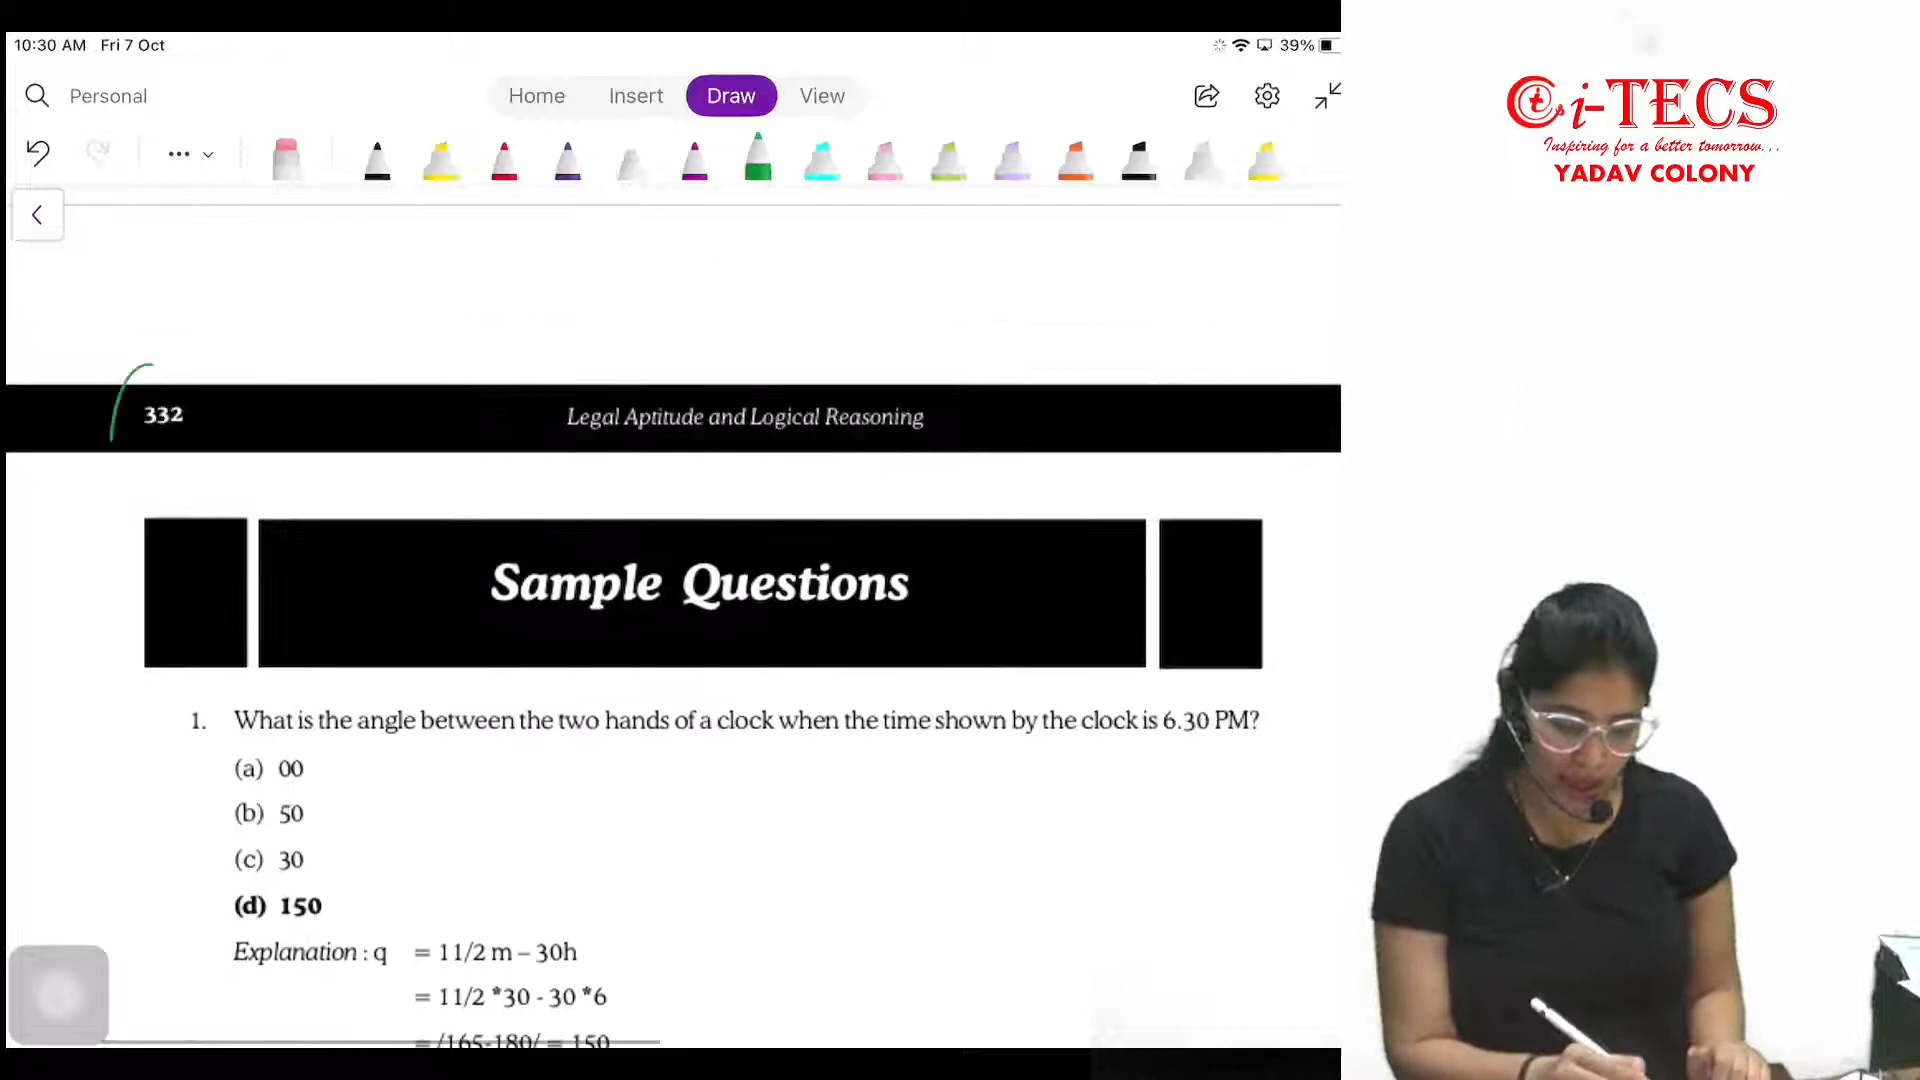 10:30 AM Fri 7 Oct
39%
Personal
Home Insert Draw View
i-TECS
Inspiring for a better tomorrow...
YADAV COLONY
332 Legal Aptitude and Logical Reasoning
Sample Questions
1. What is the angle between the two hands of a clock when the time shown by the clock is 6.30 PM?
(a) 00
(b) 50
(c) 30
(d) 150
Explanation : q = 11/2 m – 30h
= 11/2 *30 - 30 *6
= /165-180/ = 150